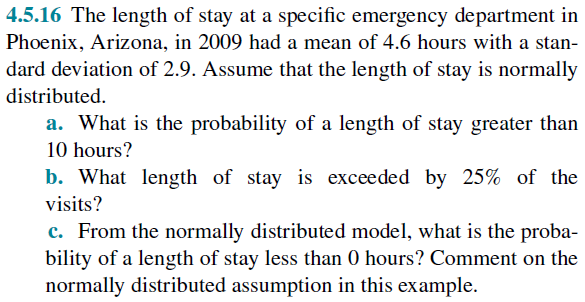 4.5.16 The length of stay at a specific emergency department in
Phoenix, Arizona, in 2009 had a mean of 4.6 hours with a stan-
dard deviation of 2.9. Assume that the length of stay is normally
distributed.
a. What is the probability of a length of stay greater than
10 hours?
b. What length of stay is exceeded by 25% of the
visits?
c. From the normally distributed model, what is the proba-
bility of a length of stay less than 0 hours? Comment on the
normally distributed assumption in this example.